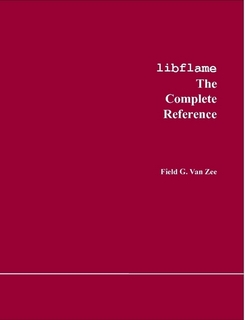 libflame
The
Complete
Reference
Field G. Van Zee